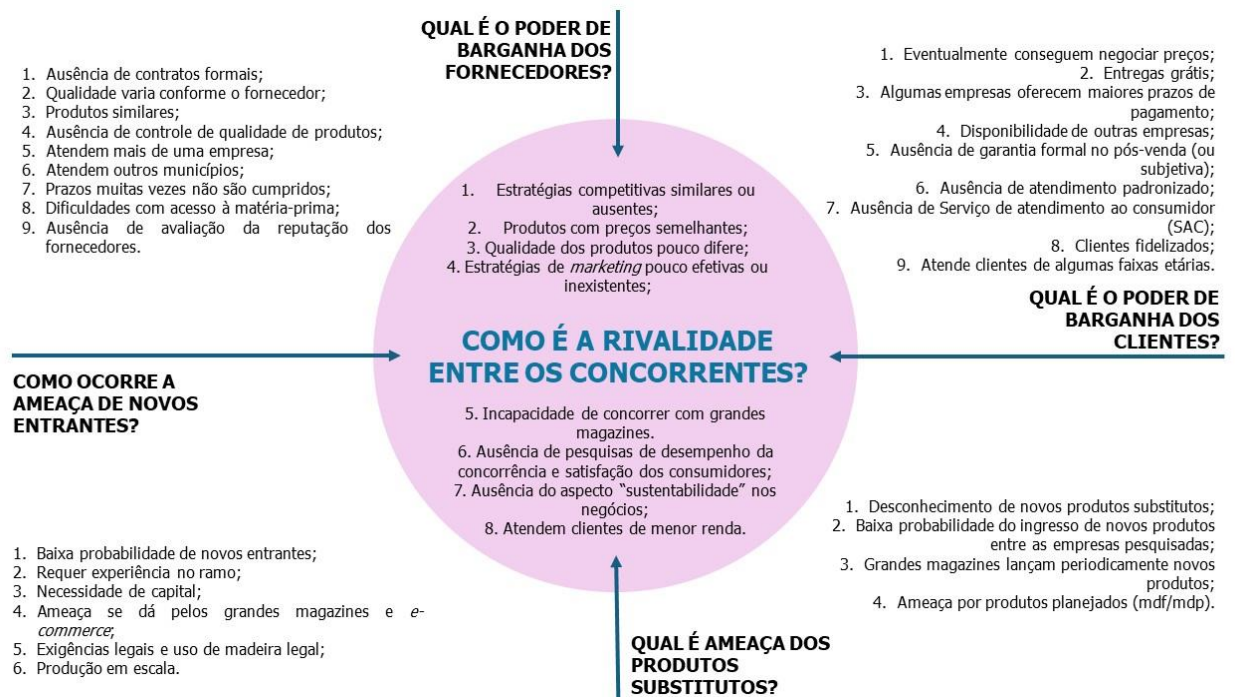 QUAL É O PODER DE
BARGANHA DOS
FORNECEDORES?
1. Ausência de contratos formais;
2. Qualidade varia conforme o fornecedor;
3. Produtos similares;
4. Ausência de controle de qualidade de produtos;
5. Atendem mais de uma empresa;
6. Atendem outros municípios;
7. Prazos muitas vezes não são cumpridos;
8. Dificuldades com acesso à matéria-prima;
9. Ausência de avaliação da reputação dos
fornecedores.
1. Eventualmente conseguem negociar preços;
2. Entregas grátis;
3. Algumas empresas oferecem maiores prazos de
pagamento;
4. Disponibilidade de outras empresas;
5. Ausência de garantia formal no pós-venda (ou
subjetiva);
6. Ausência de atendimento padronizado;
7. Ausência de Serviço de atendimento ao consumidor
(SAC);
8. Clientes fidelizados;
9. Atende clientes de algumas faixas etárias.
QUAL É O PODER DE
BARGANHA DOS
CLIENTES?
1. Estratégias competitivas similares ou
ausentes;
2. Produtos com preços semelhantes;
3. Qualidade dos produtos pouco difere;
4. Estratégias de marketing pouco efetivas ou
inexistentes;
COMO É A RIVALIDADE
ENTRE OS CONCORRENTES?
5. Incapacidade de concorrer com grandes
magazines.
6. Ausência de pesquisas de desempenho da
concorrência e satisfação dos consumidores;
7. Ausência do aspecto “sustentabilidade” nos
negócios;
8. Atendem clientes de menor renda.
COMO OCORRE A
AMEAÇA DE NOVOS
ENTRANTES?
1. Baixa probabilidade de novos entrantes;
2. Requer experiência no ramo;
3. Necessidade de capital;
4. Ameaça se dá pelos grandes magazines e e-
commerce;
5. Exigências legais e uso de madeira legal;
6. Produção em escala.
1. Desconhecimento de novos produtos substitutos;
2. Baixa probabilidade do ingresso de novos produtos
entre as empresas pesquisadas;
3. Grandes magazines lançam periodicamente novos
produtos;
4. Ameaça por produtos planejados (mdf/mdp).
QUAL É AMEAÇA DOS
PRODUTOS
SUBSTITUTOS?